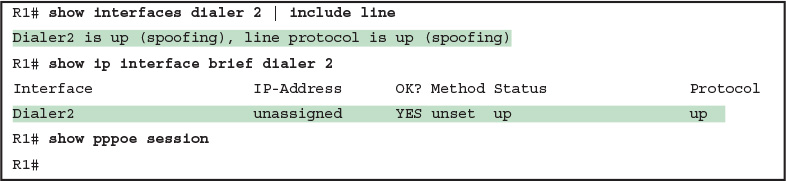 R1# show interfaces dialer 2 | include line
Dialer2 is up (spoofing), line protocol is up (spoofing)
R1# show ip interface brief dialer 2
Interface IP-Address OK? Method Status Protocol
Dialer2 unassigned YES unset up up
R1# show pppoe session
R1#